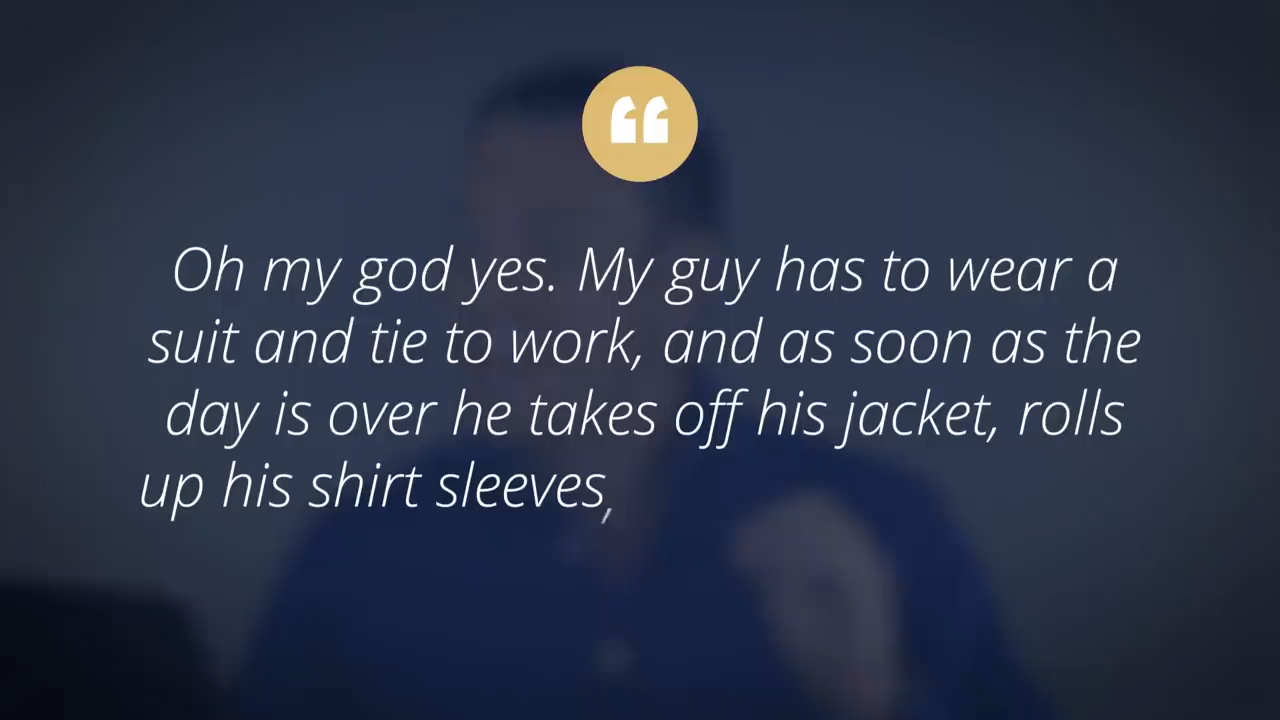 Oh my god yes. My guy has to wear a
suit and tie to work, and as soon as the
day is over he takes off his jacket, rolls
up his shirt sleeves,